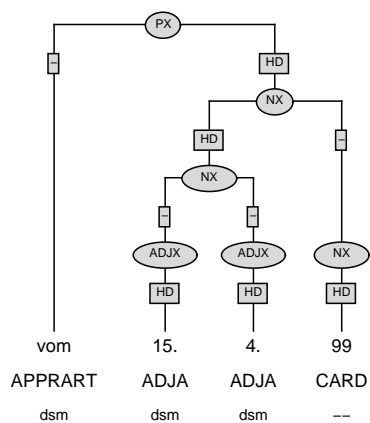 PX
– HD
NX
HD –
NX
– –
ADJX ADJX NX
HD HD HD
vom 15. 4. 99
APPRART ADJA ADJA CARD
dsm dsm dsm −−